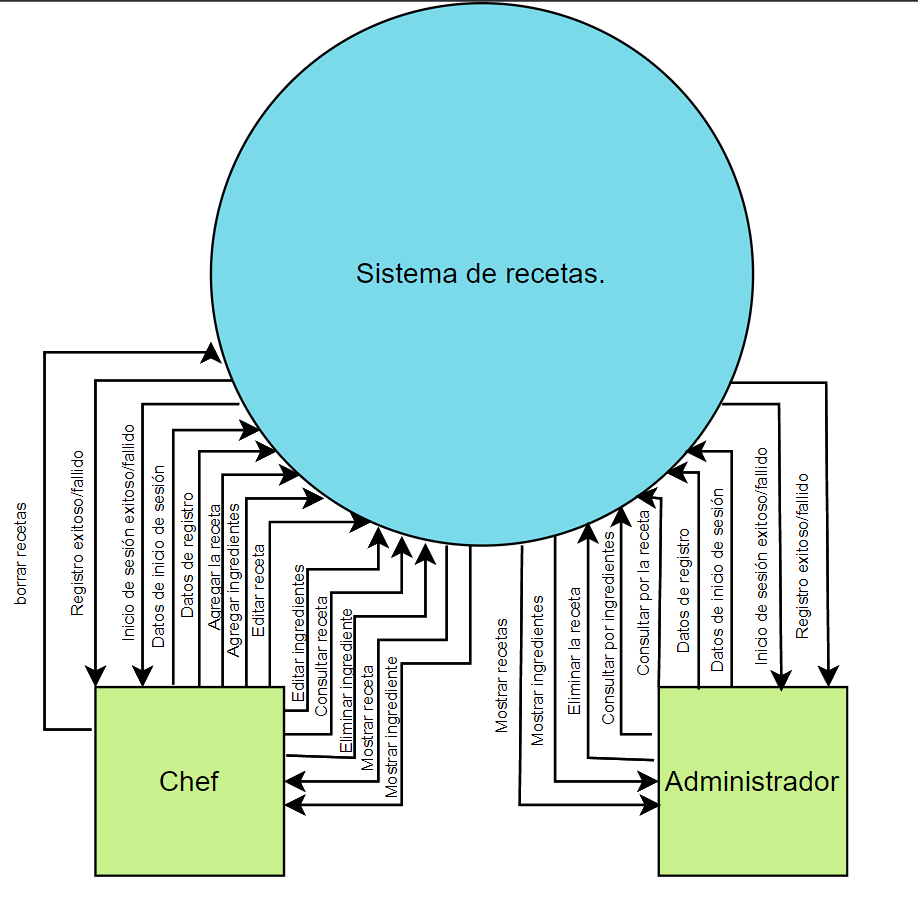 Sistema de recetas.
borrar recetas
Registro exitoso/fallido
Inicio de sesión exitoso/fallido
Datos de inicio de sesión
Datos de registro
Agregar la receta
Agregar ingredientes
Editar receta
Editar ingredientes
Consultar receta
Eliminar ingrediente
Mostrar receta
Mostrar ingrediente
Mostrar recetas
Mostrar ingredientes
Eliminar la receta
Consultar por ingredientes
Consultar por la receta
Datos de registro
Datos de inicio de sesión
Inicio de sesión exitoso/fallido
Registro exitoso/fallido
Chef
Administrador